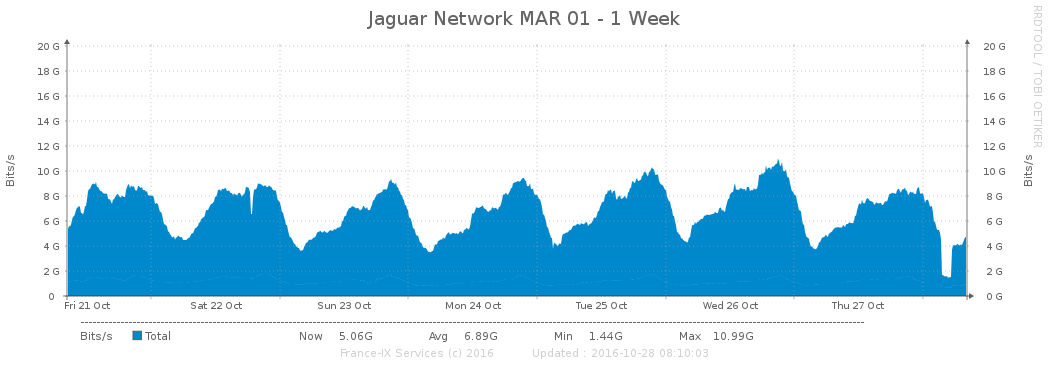 Jaguar Network MAR 01 - 1 Week
RRDTOOL / TOBI OETIKER
Bits/s
20 G 20 G
18 G 18 G
16 G 16 G
14 G 14 G
12 G 12 G
10 G 10 G
8 G 8 G
6 G 6 G
4 G 4 G
2 G 2 G
0 0 G
Bits/s
Fri 21 Oct Sat 22 Oct Sun 23 Oct Mon 24 Oct Tue 25 Oct Wed 26 Oct Thu 27 Oct
Bits/s Total Now 5.06G Avg 6.89G Min 1.44G Max 10.99G
France-IX Services (c) 2016 Updated : 2016-10-28 08:10:03